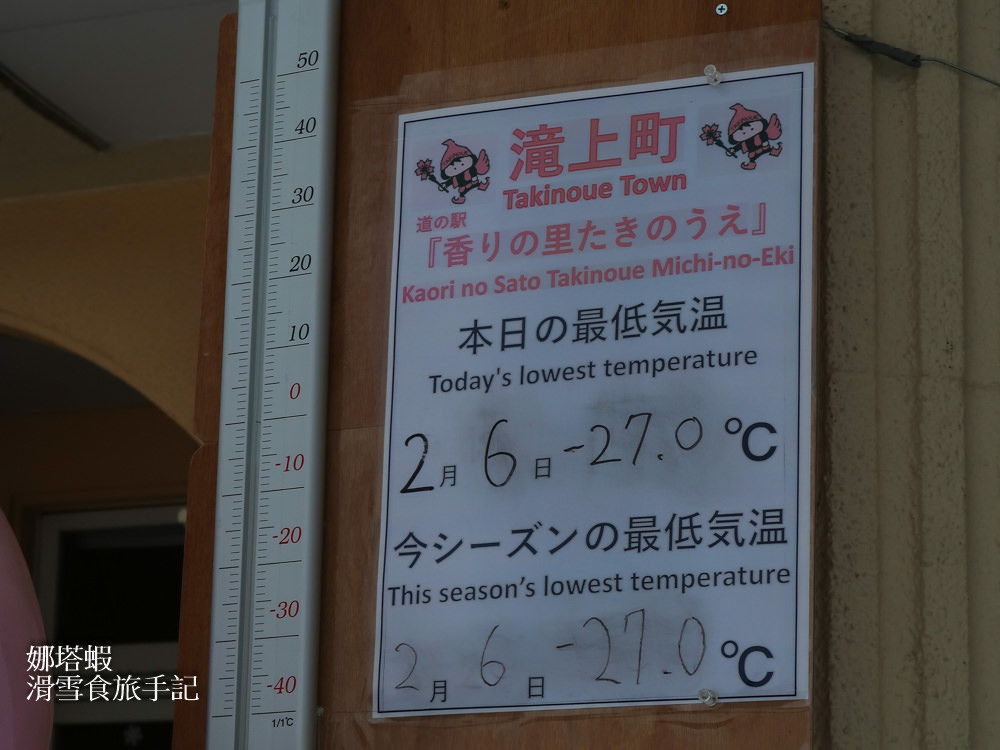 50
40
30
20
10
0
-10
-20
-30
-40
1/1℃
滝上町
Takinoue Town
道の駅
『香りの里たきのうえ』
Kaori no Sato Takinoue Michi-no-Eki
本日の最低気温
Today's lowest temperature
2月 6日 -27.0 ℃
今シーズンの最低気温
This season's lowest temperature
2月 6日 -27.0 ℃
娜塔蝦
滑雪食旅手記